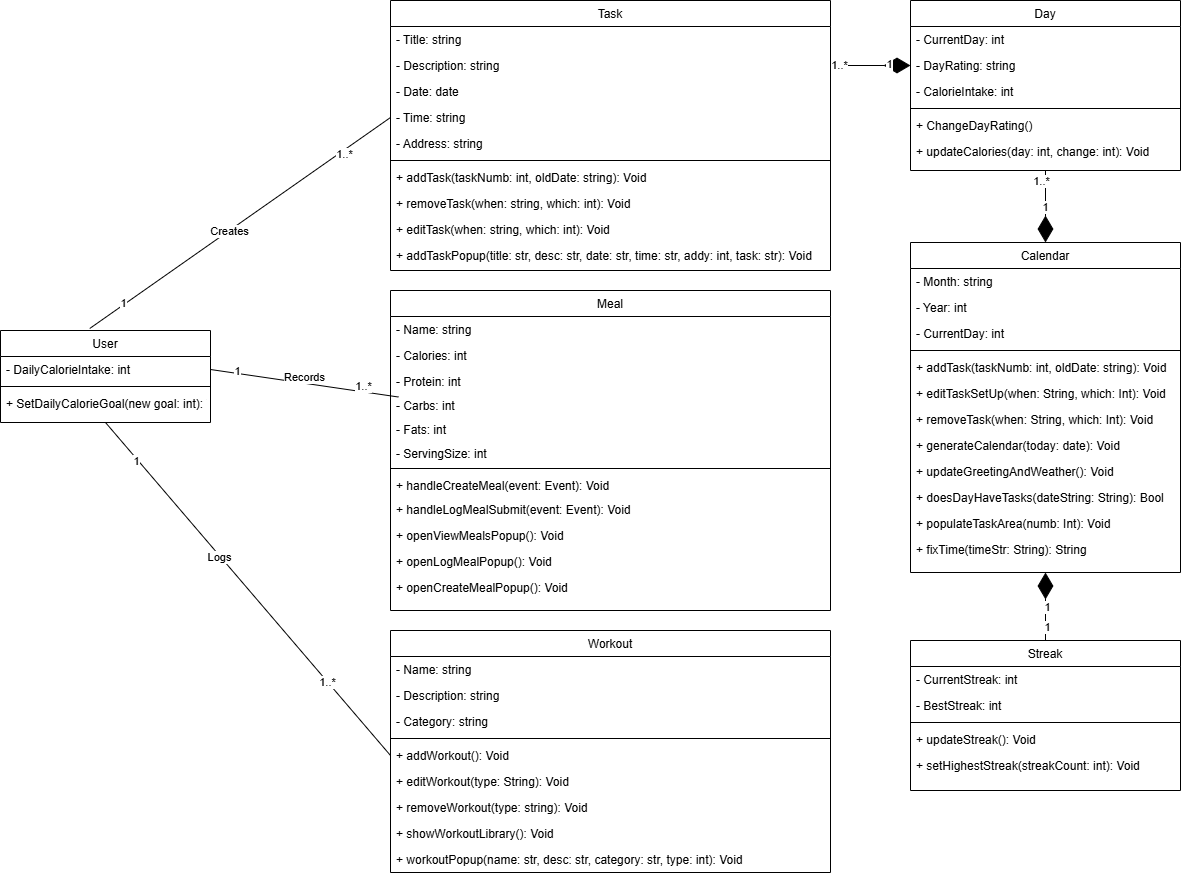 Task
- Title: string
- Description: string
- Date: date
- Time: string
- Address: string
+ addTask(taskNumb: int, oldDate: string): Void
+ removeTask(when: string, which: int): Void
+ editTask(when: string, which: int): Void
+ addTaskPopup(title: str, desc: str, date: str, time: str, addy: int, task: str): Void
1..*
1
Day
- CurrentDay: int
- DayRating: string
- CalorieIntake: int
+ ChangeDayRating()
+ updateCalories(day: int, change: int): Void
1..*
1
Calendar
- Month: string
- Year: int
- CurrentDay: int
+ addTask(taskNumb: int, oldDate: string): Void
+ editTaskSetUp(when: String, which: Int): Void
+ removeTask(when: String, which: Int): Void
+ generateCalendar(today: date): Void
+ updateGreetingAndWeather(): Void
+ doesDayHaveTasks(dateString: String): Bool
+ populateTaskArea(numb: Int): Void
+ fixTime(timeStr: String): String
1
1
Streak
- CurrentStreak: int
- BestStreak: int
+ updateStreak(): Void
+ setHighestStreak(streakCount: int): Void
1..*
Creates
1
User
- DailyCalorieIntake: int
+ SetDailyCalorieGoal(new goal: int):
1
Records
1..*
Meal
- Name: string
- Calories: int
- Protein: int
- Carbs: int
- Fats: int
- ServingSize: int
+ handleCreateMeal(event: Event): Void
+ handleLogMealSubmit(event: Event): Void
+ openViewMealsPopup(): Void
+ openLogMealPopup(): Void
+ openCreateMealPopup(): Void
1
Logs
1..*
Workout
- Name: string
- Description: string
- Category: string
+ addWorkout(): Void
+ editWorkout(type: String): Void
+ removeWorkout(type: string): Void
+ showWorkoutLibrary(): Void
+ workoutPopup(name: str, desc: str, category: str, type: int): Void